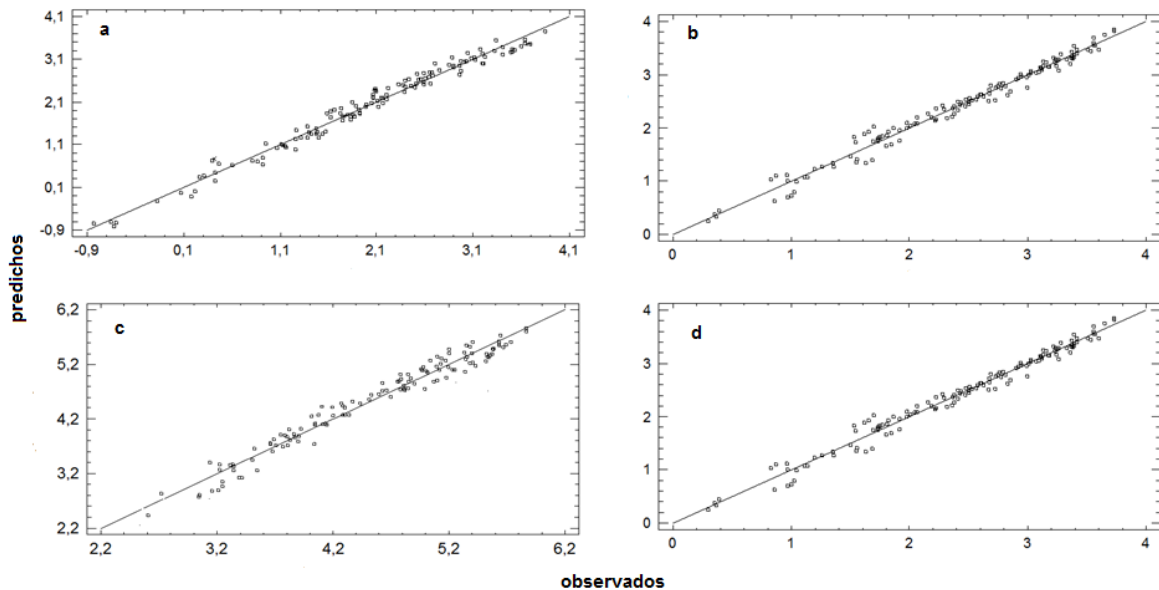 a
4,1
3,1
2,1
1,1
0,1
-0,9
-0,9 0,1 1,1 2,1 3,1 4,1
b
4
3
2
1
0
0 1 2 3 4
predichos
c
6,2
5,2
4,2
3,2
2,2
2,2 3,2 4,2 5,2 6,2
d
4
3
2
1
0
0 1 2 3 4
observados